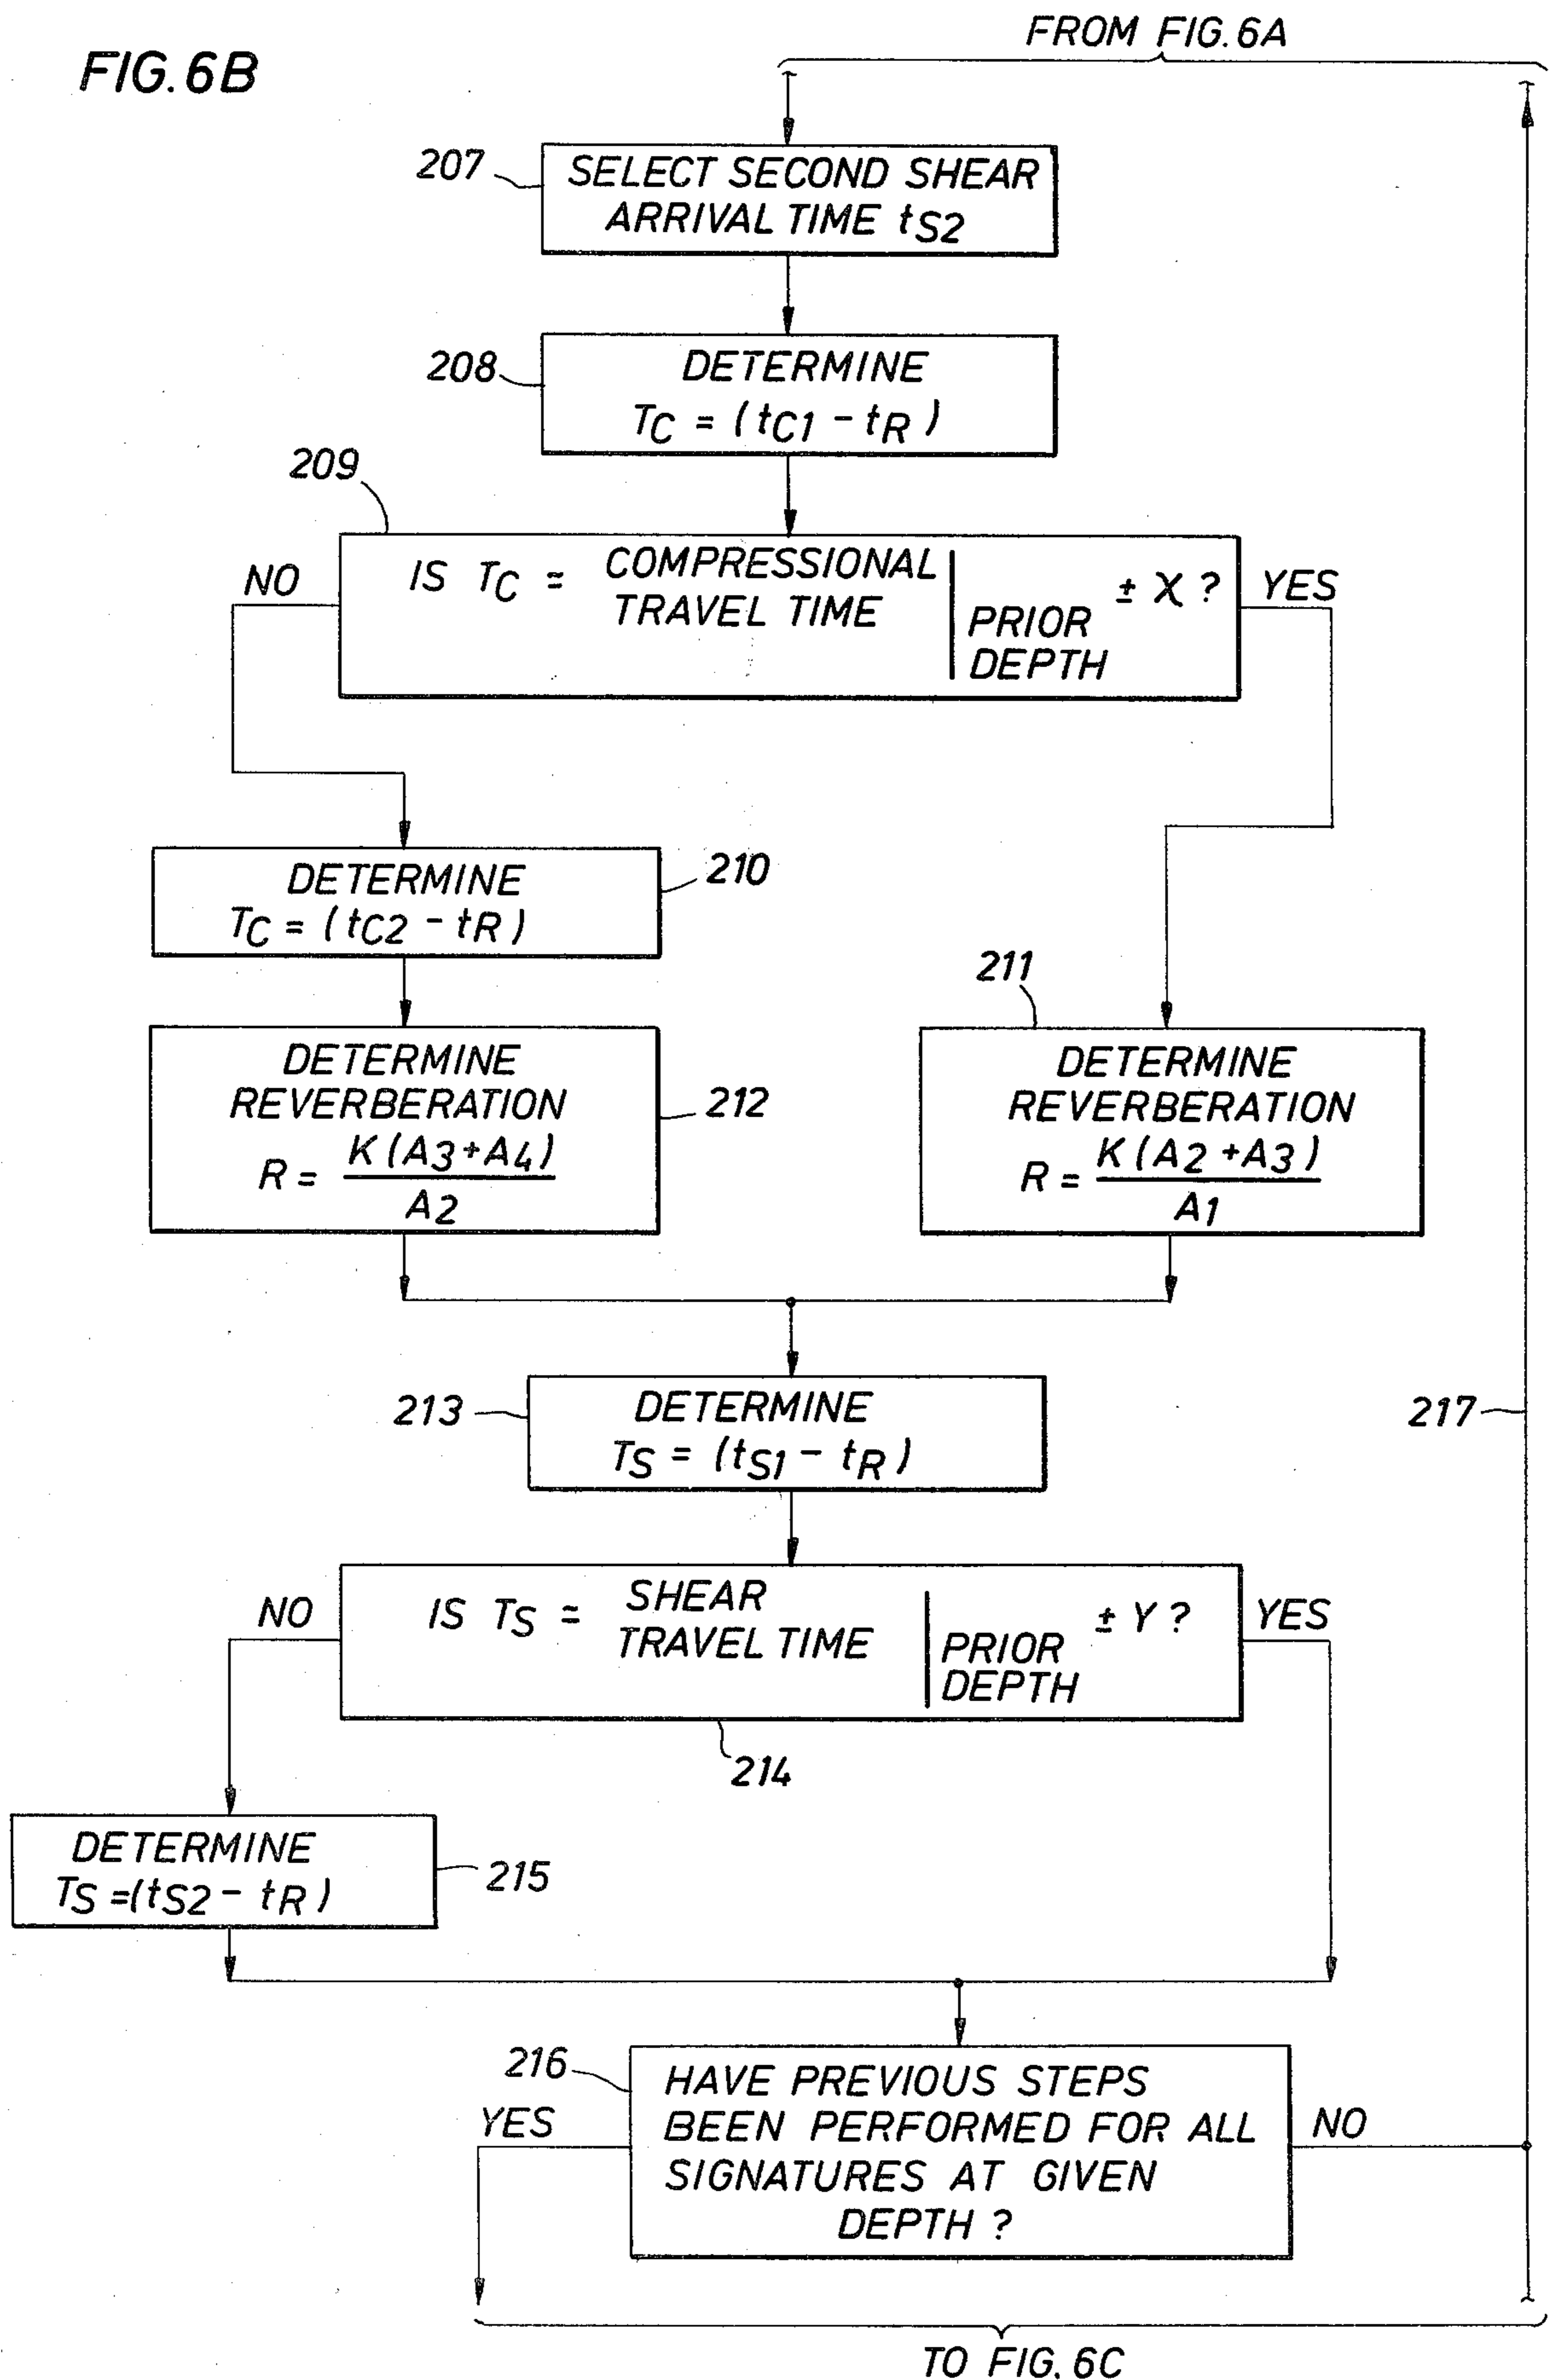 FROM FIG. 6A
FIG. 6B
207
SELECT SECOND SHEAR
ARRIVAL TIME tS2
208
DETERMINE
TC = (tC1 - tR)
209
NO
IS TC = COMPRESSIONAL
TRAVEL TIME
PRIOR
DEPTH
± X ?
YES
DETERMINE
TC = (tC2 - tR)
210
211
DETERMINE
REVERBERATION
R = K(A3+A4)
A2
212
DETERMINE
REVERBERATION
R = K(A2+A3)
A1
213
DETERMINE
TS = (tS1 - tR)
217
NO
IS TS = SHEAR
TRAVEL TIME
PRIOR
DEPTH
± Y ?
YES
214
DETERMINE
TS = (tS2 - tR)
215
216
HAVE PREVIOUS STEPS
BEEN PERFORMED FOR ALL
SIGNATURES AT GIVEN
DEPTH ?
YES
NO
TO FIG. 6C